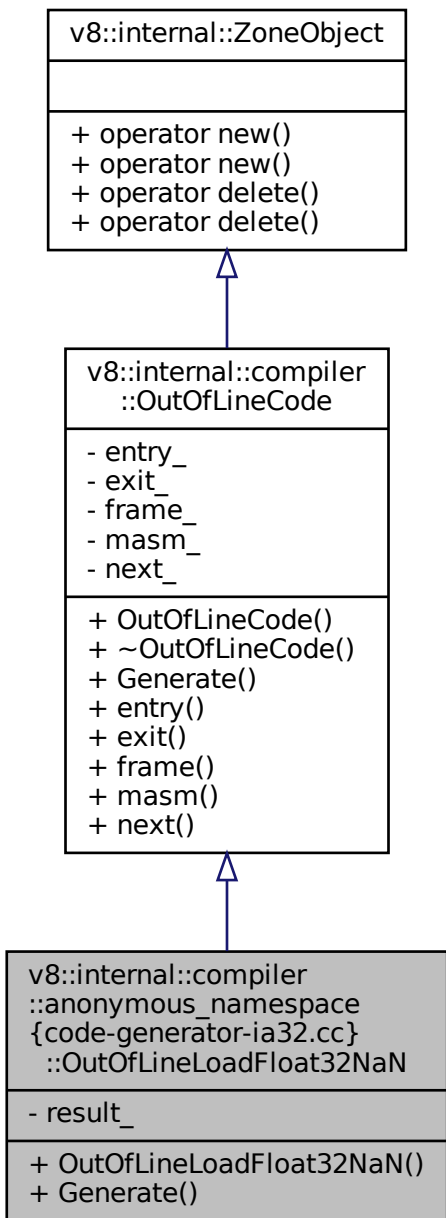 v8::internal::ZoneObject
+ operator new()
+ operator new()
+ operator delete()
+ operator delete()
v8::internal::compiler
::OutOfLineCode
- entry_
- exit_
- frame_
- masm_
- next_
+ OutOfLineCode()
+ ~OutOfLineCode()
+ Generate()
+ entry()
+ exit()
+ frame()
+ masm()
+ next()
v8::internal::compiler
::anonymous_namespace
{code-generator-ia32.cc}
::OutOfLineLoadFloat32NaN
- result_
+ OutOfLineLoadFloat32NaN()
+ Generate()